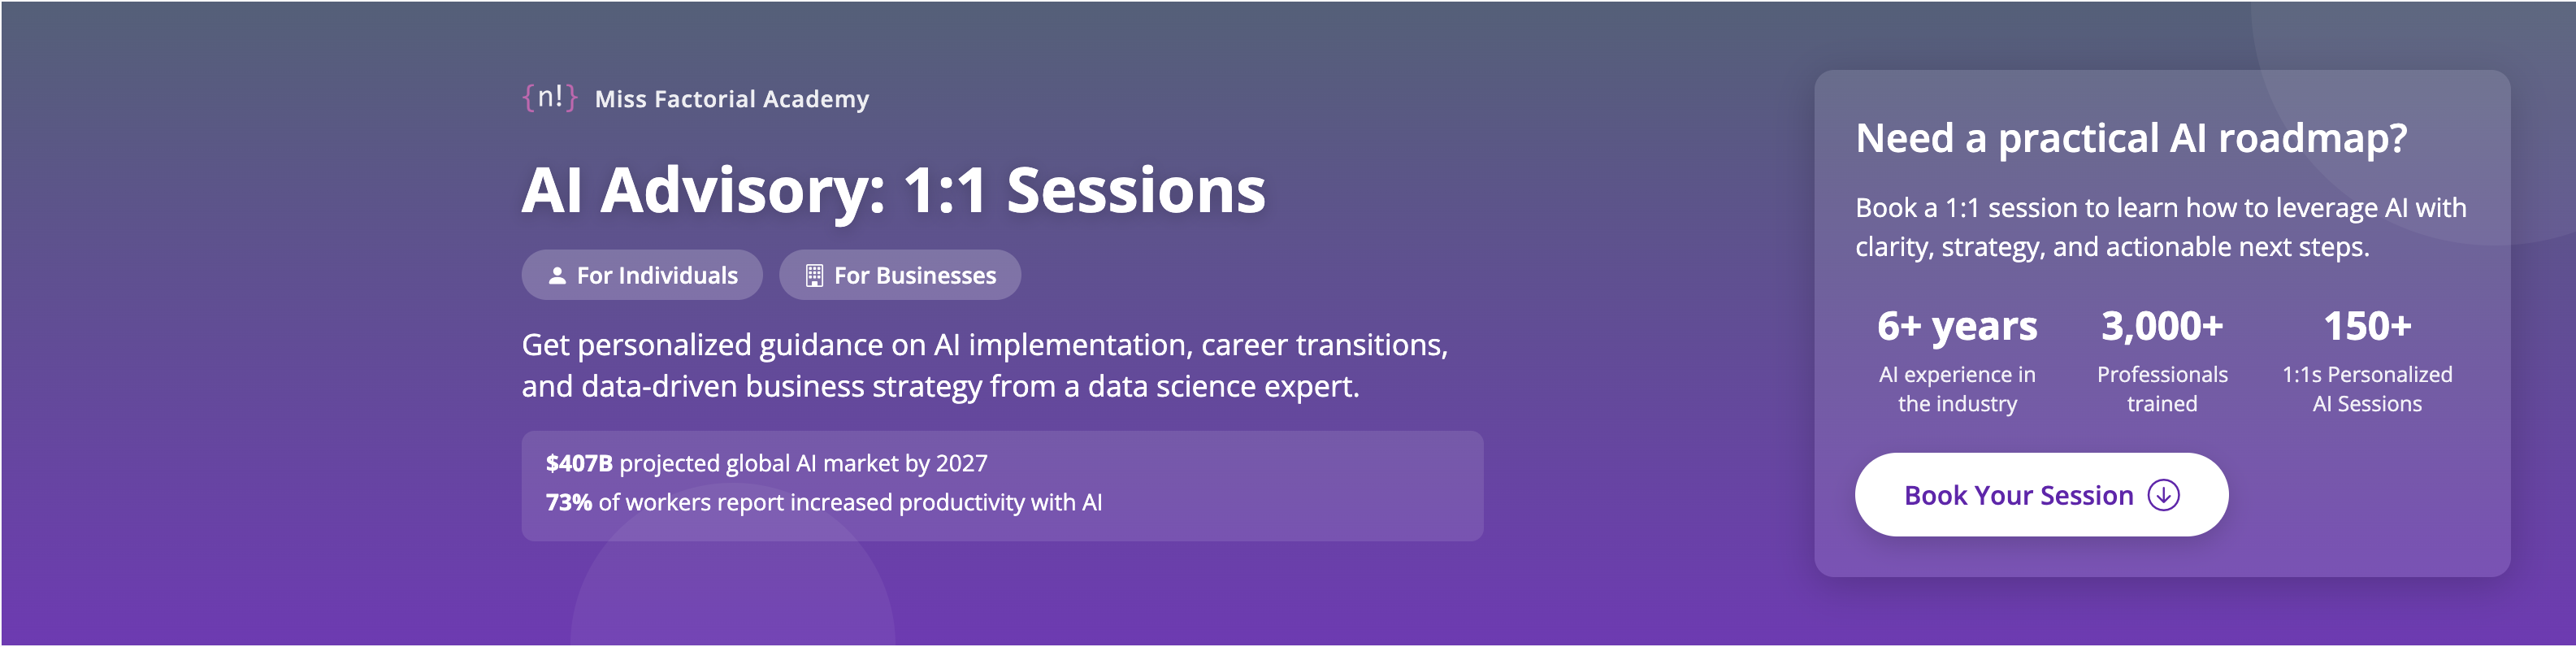 {n!} Miss Factorial Academy
AI Advisory: 1:1 Sessions
For Individuals
For Businesses
Get personalized guidance on AI implementation, career transitions,
and data-driven business strategy from a data science expert.
$407B projected global AI market by 2027
73% of workers report increased productivity with AI
Need a practical AI roadmap?
Book a 1:1 session to learn how to leverage AI with
clarity, strategy, and actionable next steps.
6+ years
AI experience in
the industry
3,000+
Professionals
trained
150+
1:1s Personalized
AI Sessions
Book Your Session